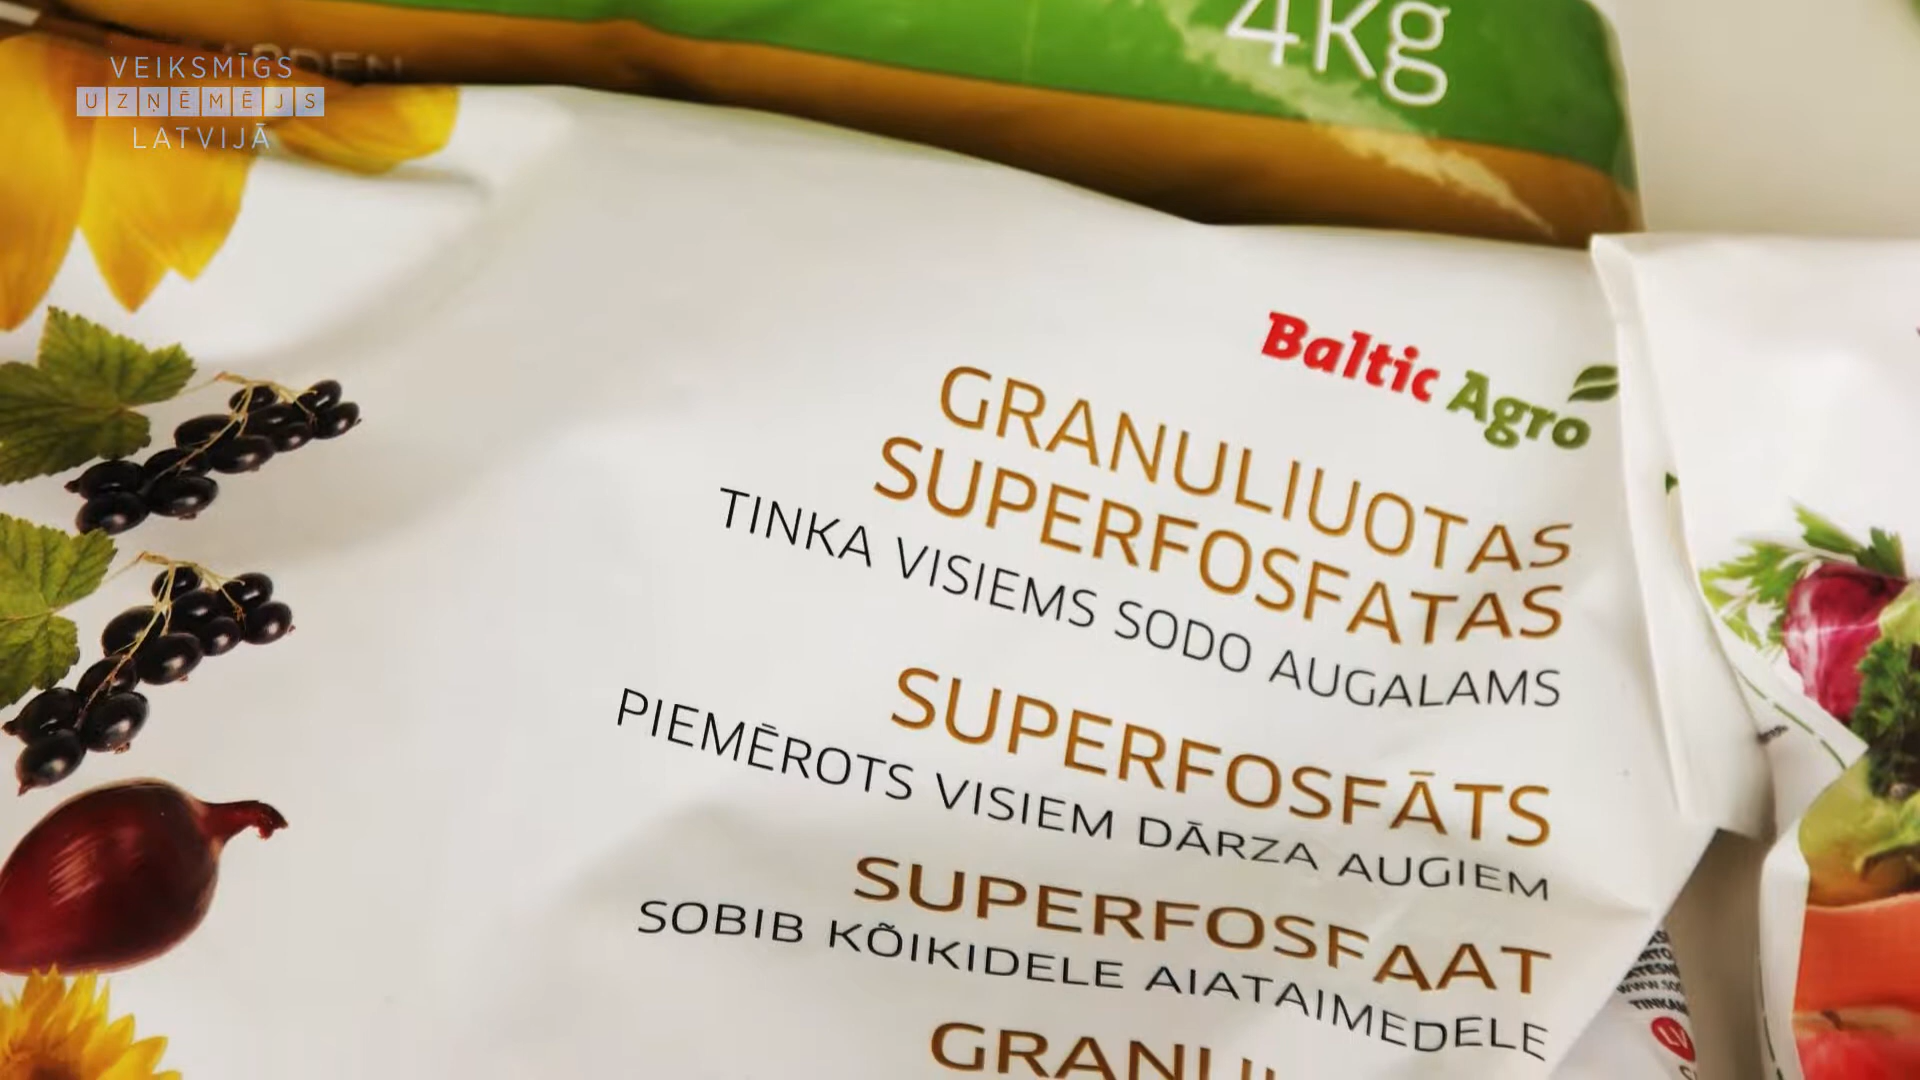 4kg
VEIKSMĪGS
UZŅĒMĒJS
LATVIJĀ
Baltic Agro
GRANULIUOTAS
SUPERFOSFATAS
TINKA VISIEMS SODO AUGALAMS
SUPERFOSFĀTS
PIEMĒROTS VISIEM DĀRZA AUGIEM
SUPERFOSFAAT
SOBIB KÕIKIDELE AIATAIMEDELE
LV